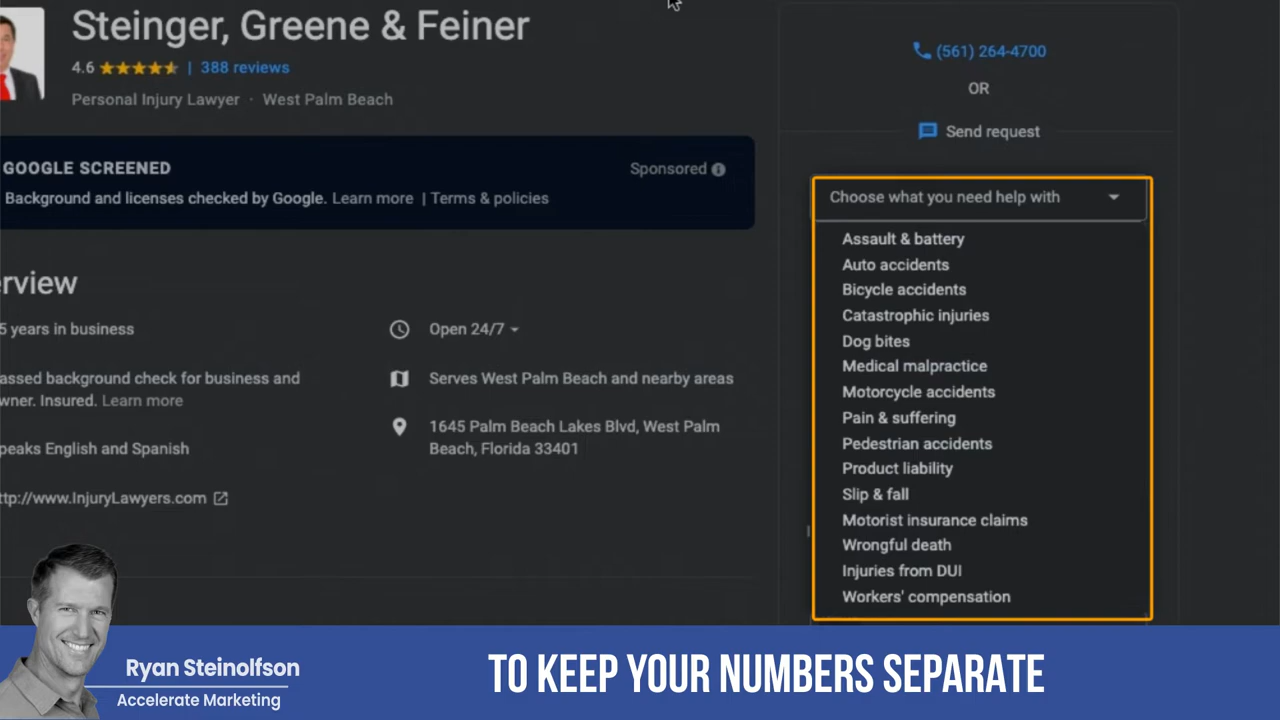 Steinger, Greene & Feiner
4.6 | 388 reviews
Personal Injury Lawyer · West Palm Beach
GOOGLE SCREENED
Sponsored
Background and licenses checked by Google. Learn more | Terms & policies
erview
5 years in business
assed background check for business and
wner. Insured. Learn more
peaks English and Spanish
ttp://www.InjuryLawyers.com
Open 24/7
Serves West Palm Beach and nearby areas
1645 Palm Beach Lakes Blvd, West Palm
Beach, Florida 33401
(561) 264-4700
OR
Send request
Choose what you need help with
Assault & battery
Auto accidents
Bicycle accidents
Catastrophic injuries
Dog bites
Medical malpractice
Motorcycle accidents
Pain & suffering
Pedestrian accidents
Product liability
Slip & fall
Motorist insurance claims
Wrongful death
Injuries from DUI
Workers' compensation
Ryan Steinolfson
Accelerate Marketing
TO KEEP YOUR NUMBERS SEPARATE